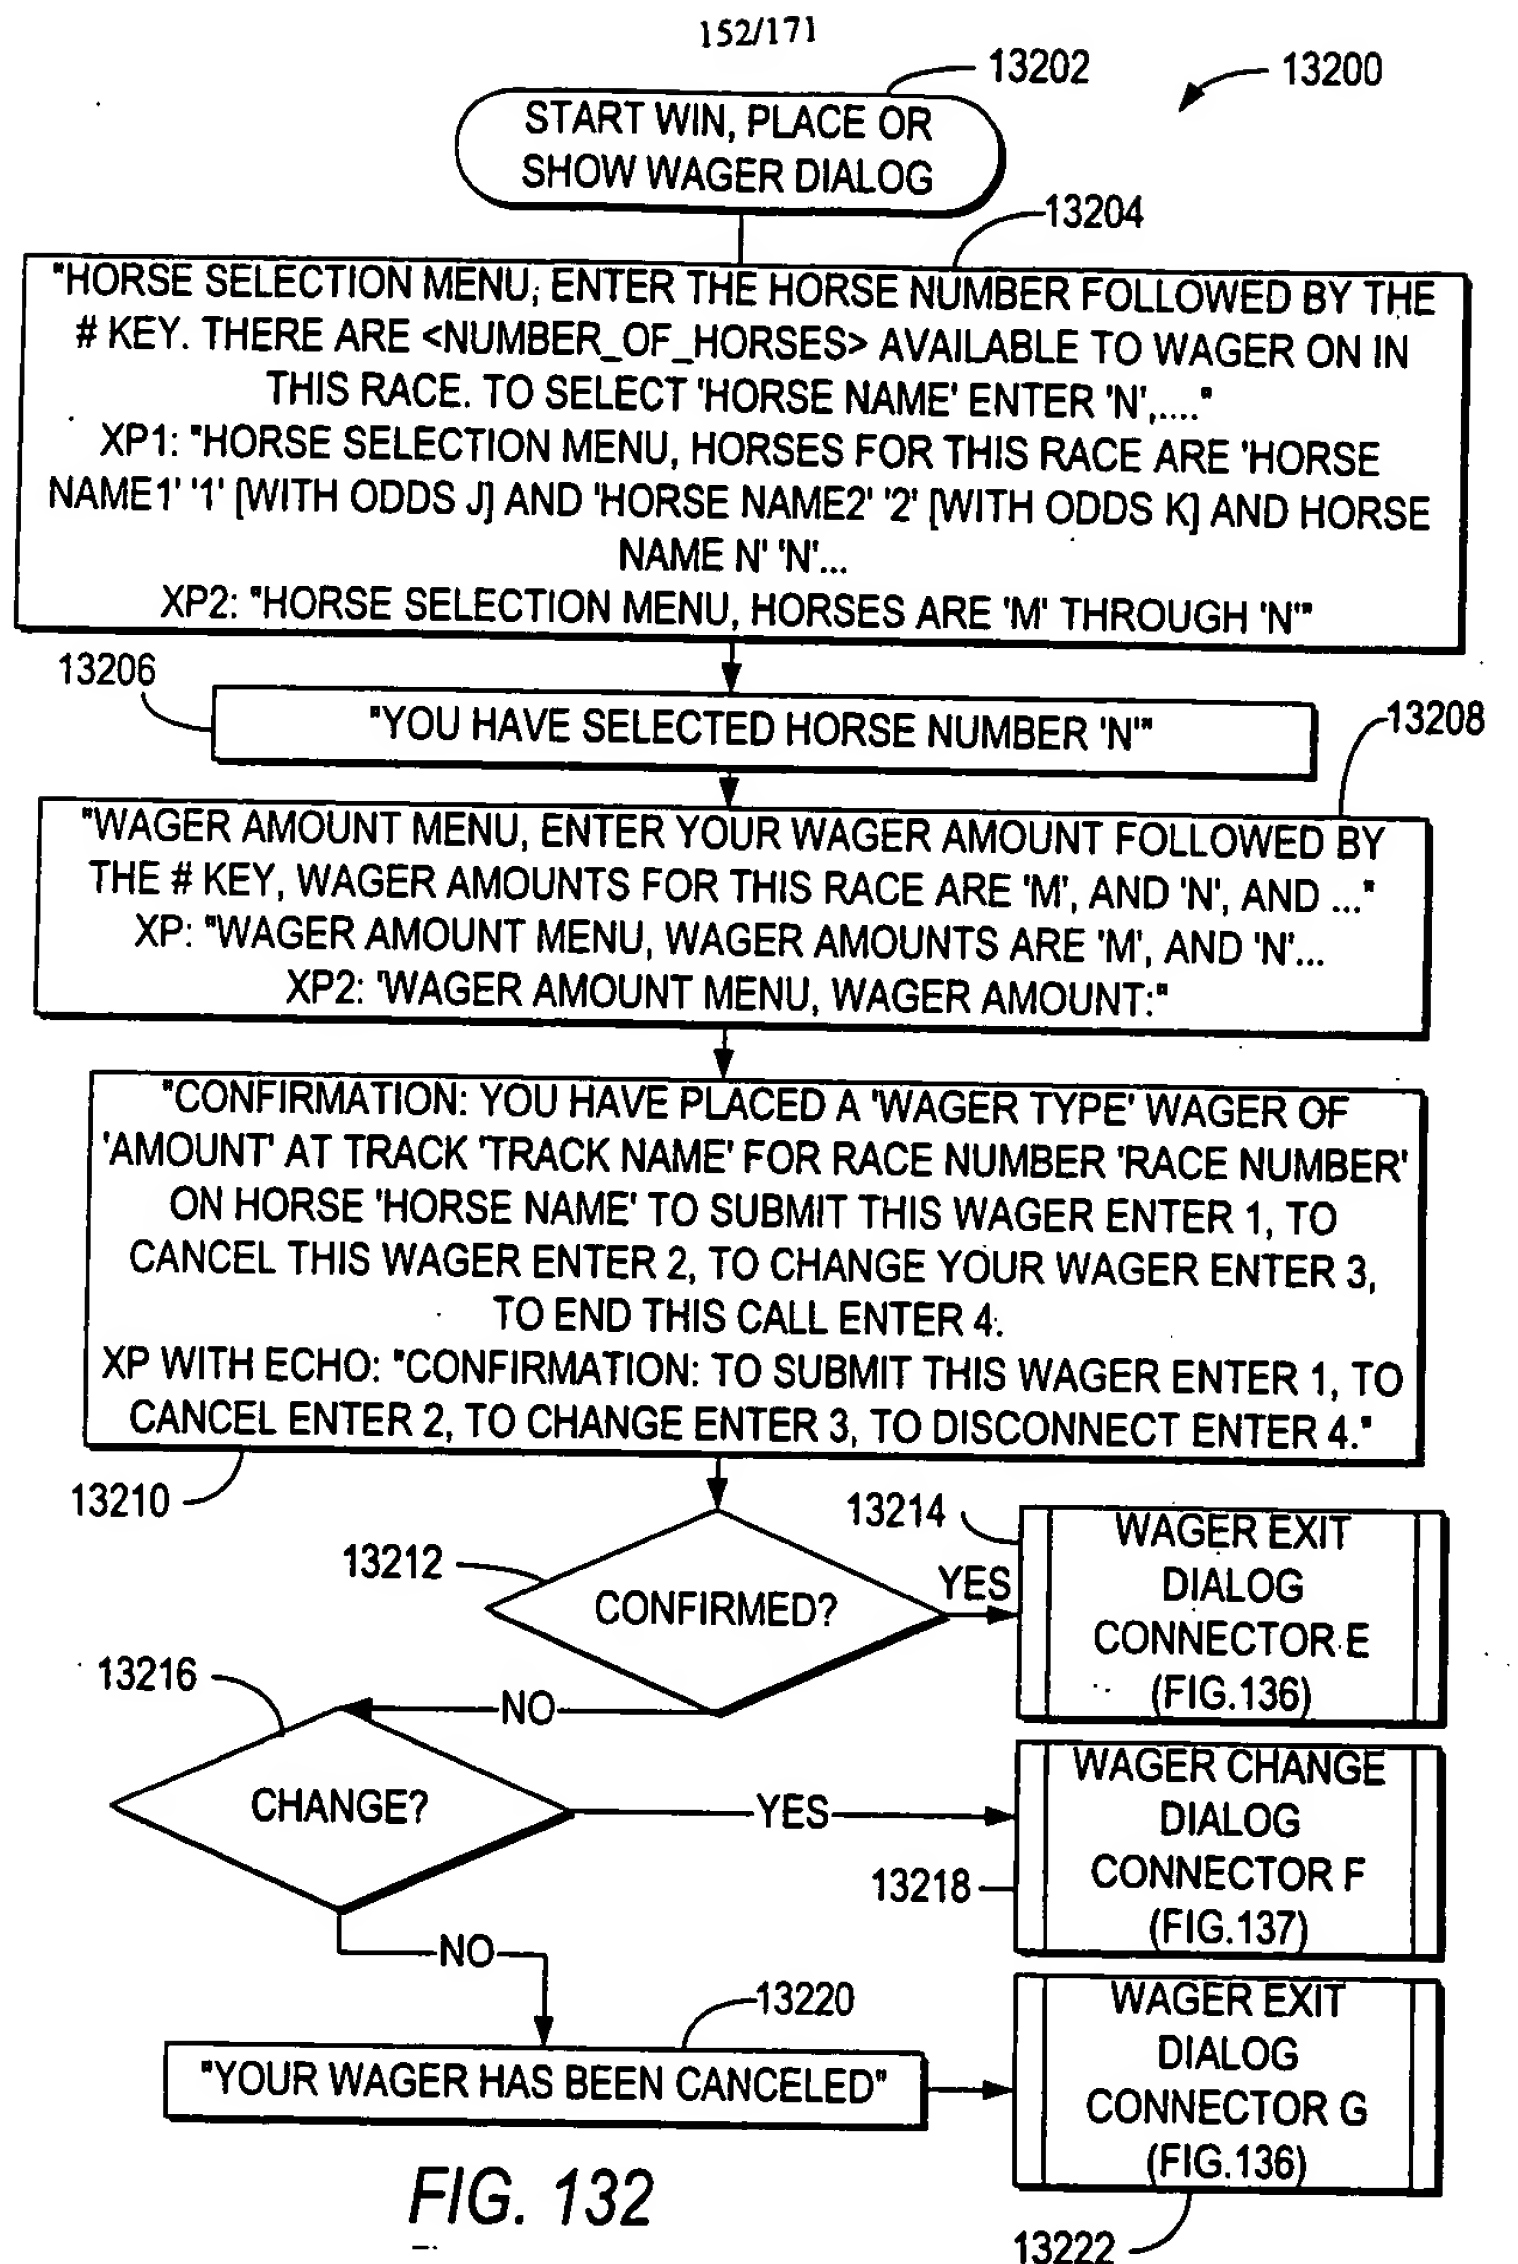 152/171
13202
13200
START WIN, PLACE OR
SHOW WAGER DIALOG
13204
"HORSE SELECTION MENU, ENTER THE HORSE NUMBER FOLLOWED BY THE
# KEY. THERE ARE <NUMBER_OF_HORSES> AVAILABLE TO WAGER ON IN
THIS RACE. TO SELECT 'HORSE NAME' ENTER 'N',...."
XP1: "HORSE SELECTION MENU, HORSES FOR THIS RACE ARE 'HORSE
NAME1' '1' [WITH ODDS J] AND 'HORSE NAME2' '2' [WITH ODDS K] AND HORSE
NAME N' 'N'...
XP2: "HORSE SELECTION MENU, HORSES ARE 'M' THROUGH 'N'"
13206
"YOU HAVE SELECTED HORSE NUMBER 'N'"
13208
"WAGER AMOUNT MENU, ENTER YOUR WAGER AMOUNT FOLLOWED BY
THE # KEY, WAGER AMOUNTS FOR THIS RACE ARE 'M', AND 'N', AND ..."
XP: "WAGER AMOUNT MENU, WAGER AMOUNTS ARE 'M', AND 'N'...
XP2: 'WAGER AMOUNT MENU, WAGER AMOUNT:"
"CONFIRMATION: YOU HAVE PLACED A 'WAGER TYPE' WAGER OF
'AMOUNT' AT TRACK 'TRACK NAME' FOR RACE NUMBER 'RACE NUMBER'
ON HORSE 'HORSE NAME' TO SUBMIT THIS WAGER ENTER 1, TO
CANCEL THIS WAGER ENTER 2, TO CHANGE YOUR WAGER ENTER 3,
TO END THIS CALL ENTER 4.
XP WITH ECHO: "CONFIRMATION: TO SUBMIT THIS WAGER ENTER 1, TO
CANCEL ENTER 2, TO CHANGE ENTER 3, TO DISCONNECT ENTER 4."
13210
13212
CONFIRMED?
YES
13214
WAGER EXIT
DIALOG
CONNECTOR E
(FIG.136)
NO
13216
CHANGE?
YES
13218
WAGER CHANGE
DIALOG
CONNECTOR F
(FIG.137)
NO
13220
"YOUR WAGER HAS BEEN CANCELED"
WAGER EXIT
DIALOG
CONNECTOR G
(FIG.136)
13222
FIG. 132